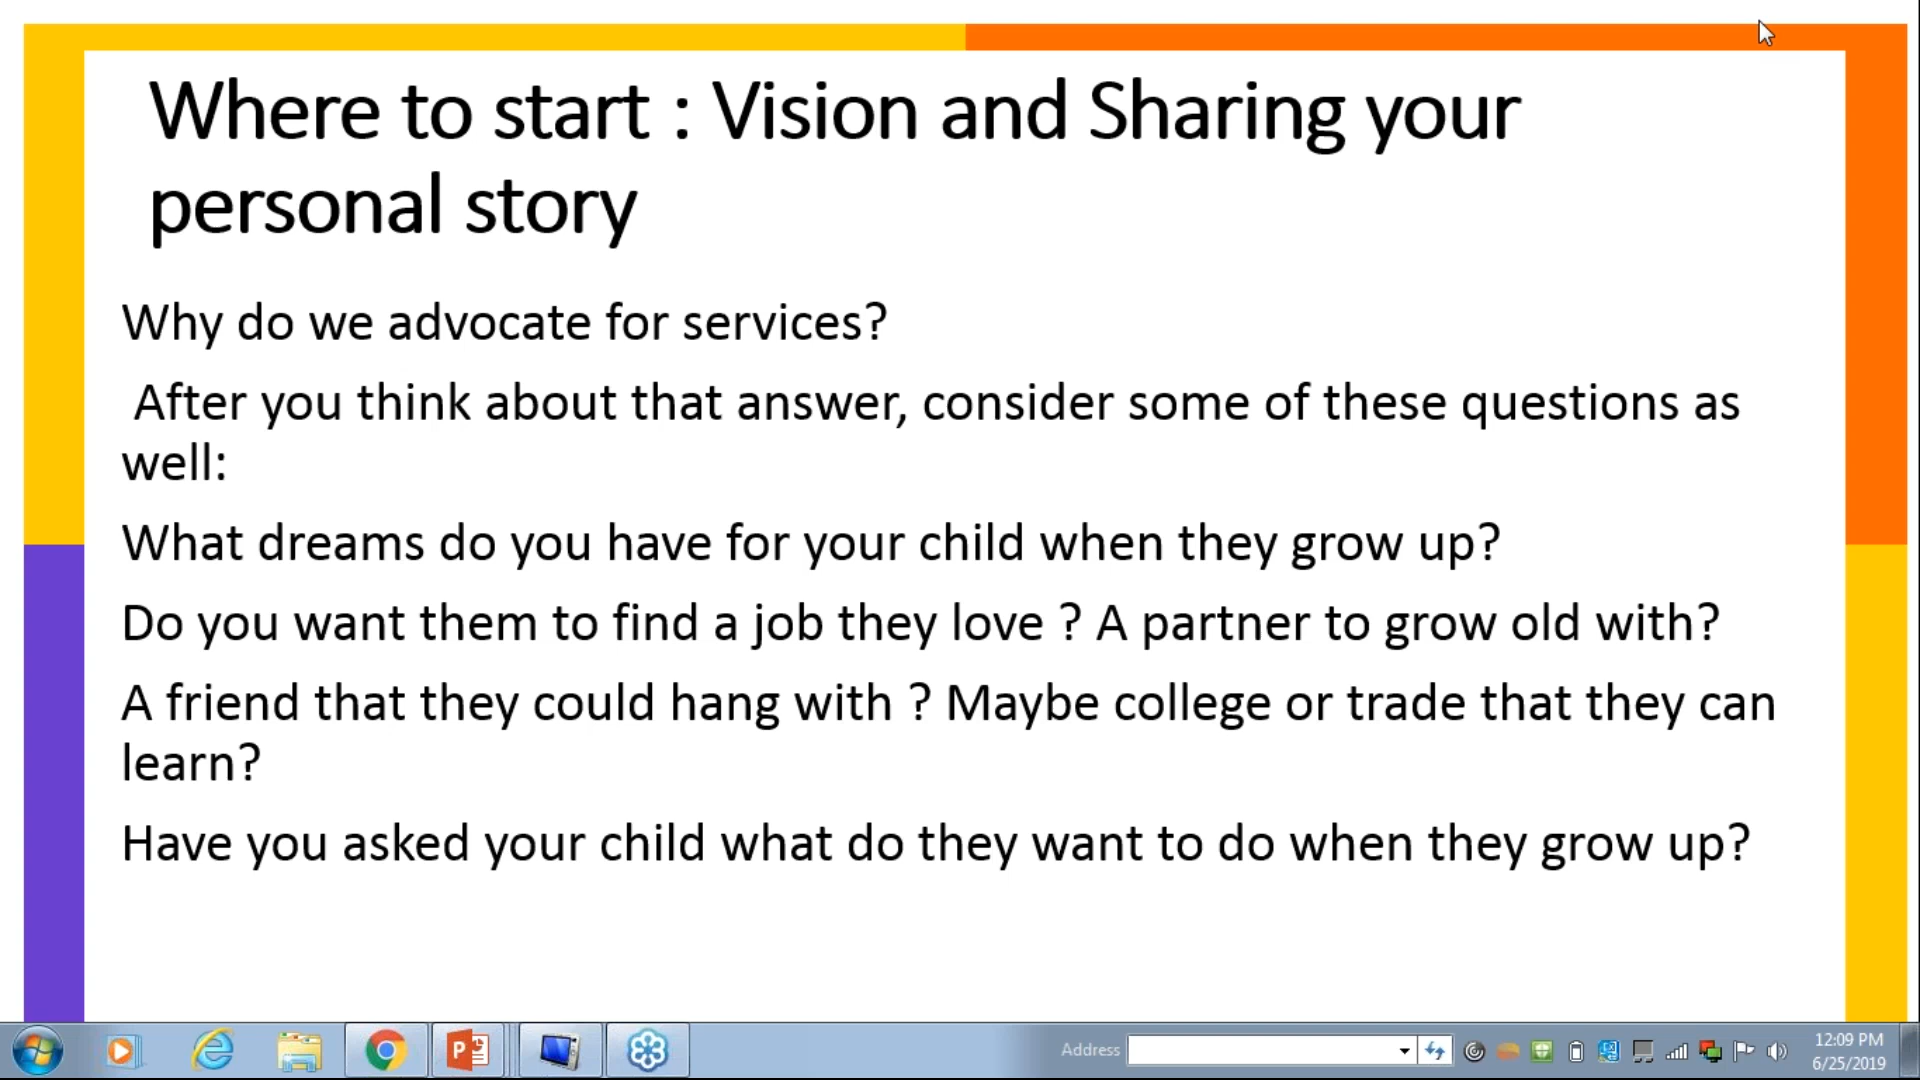 Where to start : Vision and Sharing your
personal story
Why do we advocate for services?
After you think about that answer, consider some of these questions as
well:
What dreams do you have for your child when they grow up?
Do you want them to find a job they love ? A partner to grow old with?
A friend that they could hang with ? Maybe college or trade that they can
learn?
Have you asked your child what do they want to do when they grow up?
Address
12:09 PM
6/25/2019